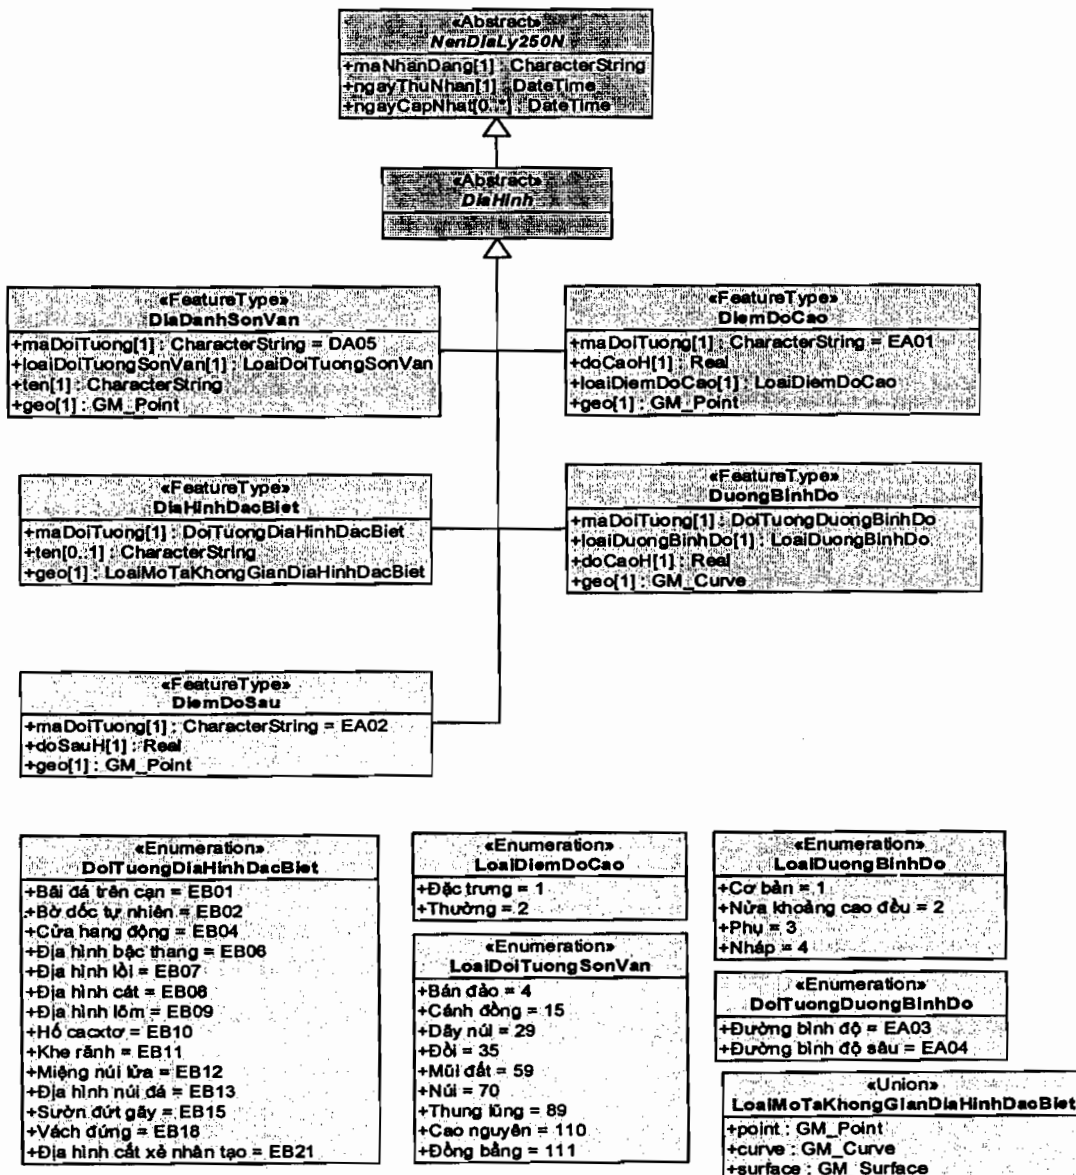 «Abstract»
NenDiaLy250N
+maNhanDang[1] : CharacterString
+ngayThuNhan[1] : DateTime
+ngayCapNhat[0..*] : DateTime
«Abstract»
DiaHinh
«FeatureType»
DiaDanhSonVan
+maDoiTuong[1] : CharacterString = DA05
+loaiDoiTuongSonVan[1] : LoaiDoiTuongSonVan
+ten[1] : CharacterString
+geo[1] : GM_Point
«FeatureType»
DiemDoCao
+maDoiTuong[1] : CharacterString = EA01
+doCaoH[1] : Real
+loaiDiemDoCao[1] : LoaiDiemDoCao
+geo[1] : GM_Point
«FeatureType»
DiaHinhDacBiet
+maDoiTuong[1] : DoiTuongDiaHinhDacBiet
+ten[0..1] : CharacterString
+geo[1] : LoaiMoTaKhongGianDiaHinhDacBiet
«FeatureType»
DuongBinhDo
+maDoiTuong[1] : DoiTuongDuongBinhDo
+loaiDuongBinhDo[1] : LoaiDuongBinhDo
+doCaoH[1] : Real
+geo[1] : GM_Curve
«FeatureType»
DiemDoSau
+maDoiTuong[1] : CharacterString = EA02
+doSauH[1] : Real
+geo[1] : GM_Point
«Enumeration»
DoiTuongDiaHinhDacBiet
+Bãi đá trên cạn = EB01
+Bờ dốc tự nhiên = EB02
+Cửa hang động = EB04
+Địa hình bậc thang = EB06
+Địa hình lồi = EB07
+Địa hình cát = EB08
+Địa hình lõm = EB09
+Hố cacxtơ = EB10
+Khe rãnh = EB11
+Miệng núi lửa = EB12
+Địa hình núi đá = EB13
+Sườn đứt gãy = EB15
+Vách đứng = EB18
+Địa hình cắt xẻ nhân tạo = EB21
«Enumeration»
LoaiDiemDoCao
+Đặc trưng = 1
+Thường = 2
«Enumeration»
LoaiDoiTuongSonVan
+Bán đảo = 4
+Cánh đồng = 15
+Dãy núi = 29
+Đồi = 35
+Mũi đất = 59
+Núi = 70
+Thung lũng = 89
+Cao nguyên = 110
+Đồng bằng = 111
«Enumeration»
LoaiDuongBinhDo
+Cơ bản = 1
+Nửa khoảng cao đều = 2
+Phụ = 3
+Nháp = 4
«Enumeration»
DoiTuongDuongBinhDo
+Đường bình độ = EA03
+Đường bình độ sâu = EA04
«Union»
LoaiMoTaKhongGianDiaHinhDacBiet
+point : GM_Point
+curve : GM_Curve
+surface : GM_Surface